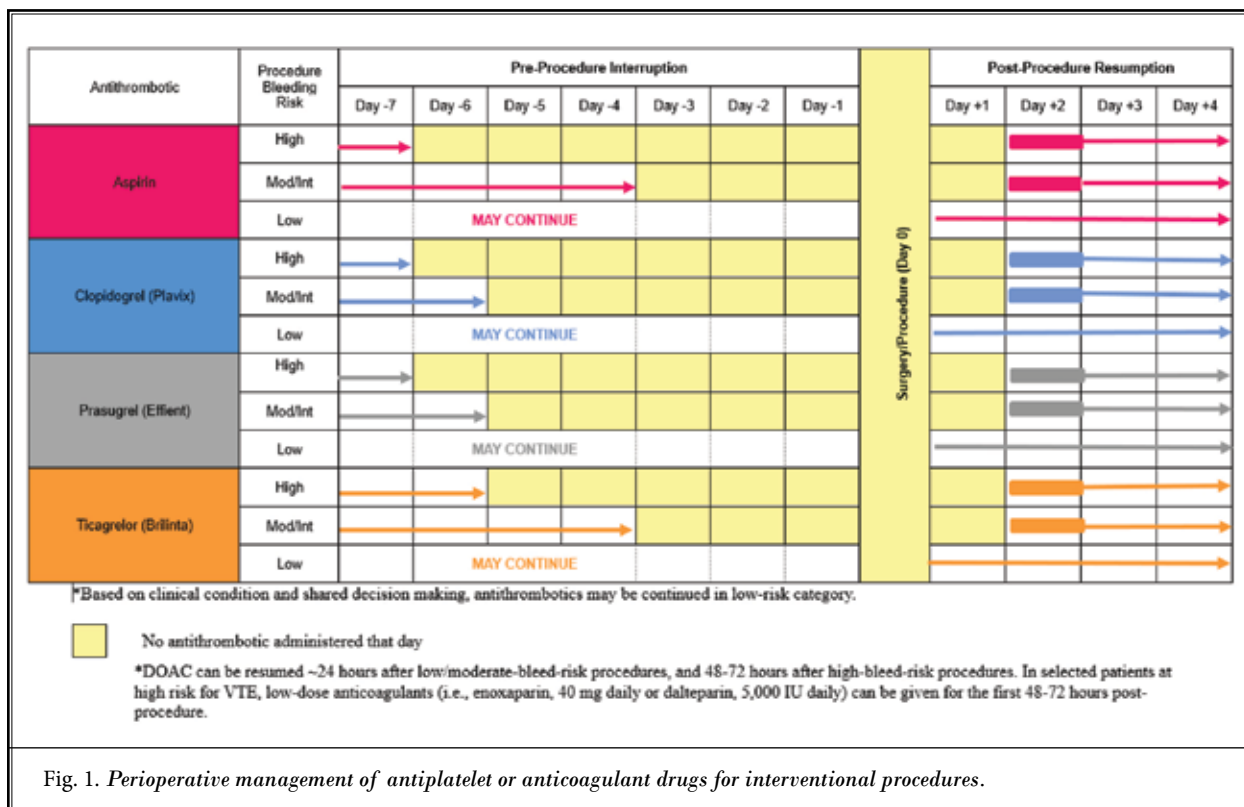 Antithrombotic
Procedure
Bleeding
Risk
Pre-Procedure Interruption
Post-Procedure Resumption
Day -7 Day -6 Day -5 Day -4 Day -3 Day -2 Day -1
Day +1 Day +2 Day +3 Day +4
Surgery/Procedure (Day 0)
Aspirin
High
Mod/Int
Low MAY CONTINUE
Clopidogrel (Plavix)
High
Mod/Int
Low MAY CONTINUE
Prasugrel (Effient)
High
Mod/Int
Low MAY CONTINUE
Ticagrelor (Brilinta)
High
Mod/Int
Low MAY CONTINUE
*Based on clinical condition and shared decision making, antithrombotics may be continued in low-risk category.
No antithrombotic administered that day
*DOAC can be resumed ~24 hours after low/moderate-bleed-risk procedures, and 48-72 hours after high-bleed-risk procedures. In selected patients at
high risk for VTE, low-dose anticoagulants (i.e., enoxaparin, 40 mg daily or dalteparin, 5,000 IU daily) can be given for the first 48-72 hours post-
procedure.
Fig. 1. Perioperative management of antiplatelet or anticoagulant drugs for interventional procedures.